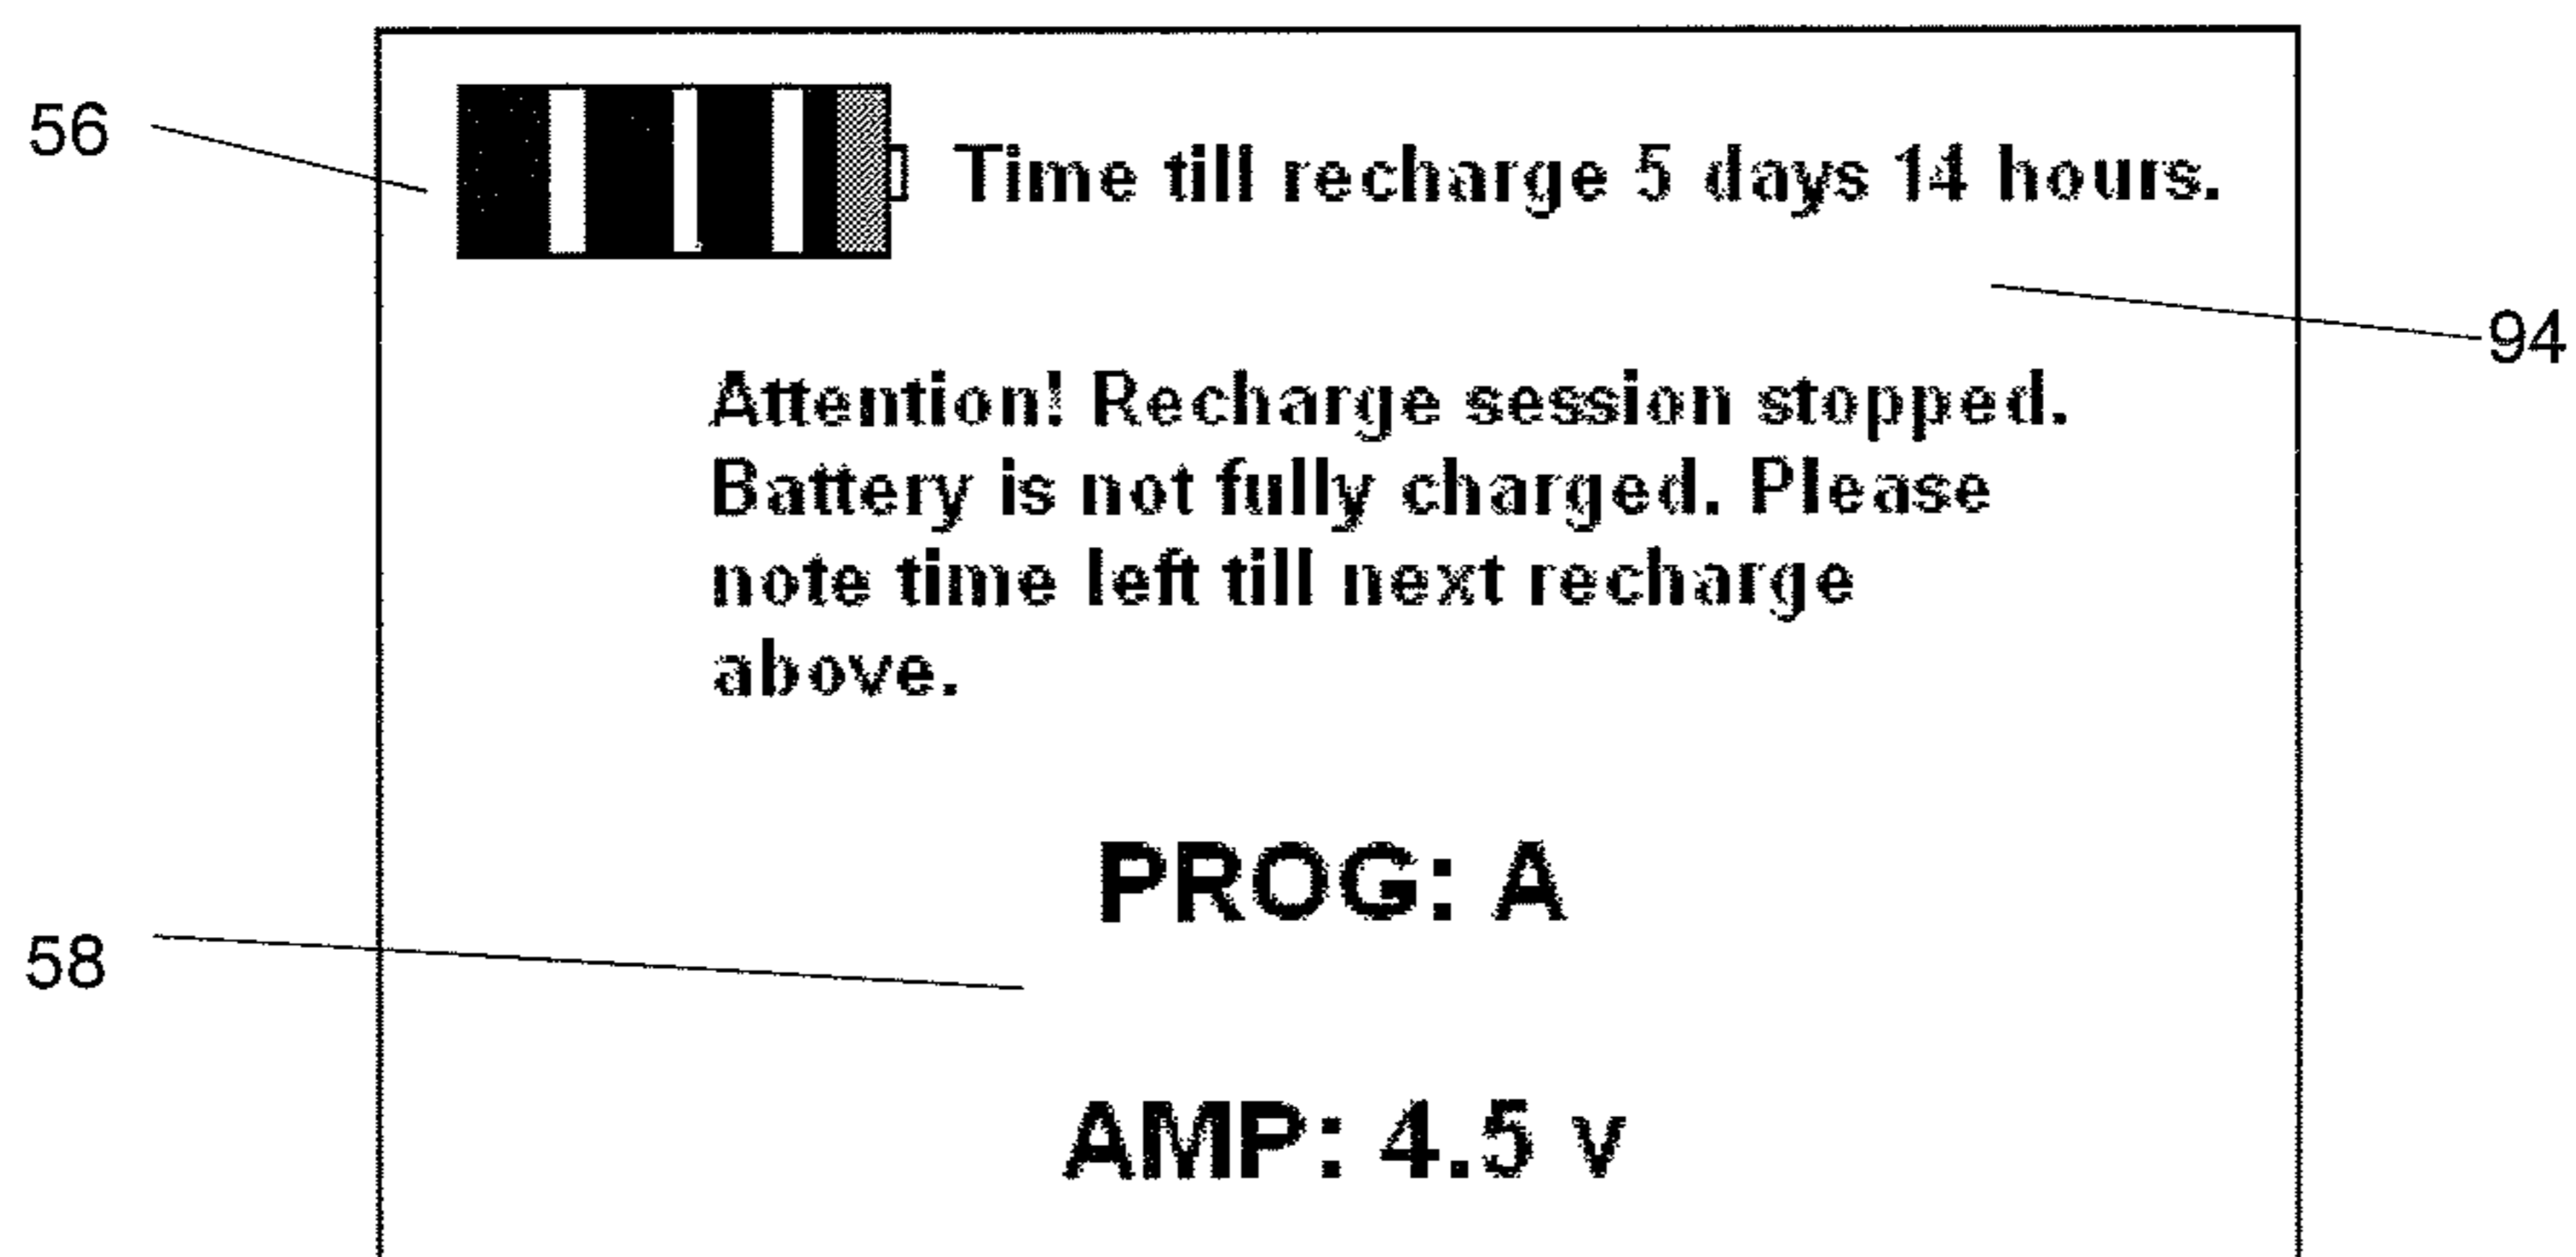 56
Time till recharge 5 days 14 hours.
94
Attention! Recharge session stopped.
Battery is not fully charged. Please
note time left till next recharge
above.
PROG: A
58
AMP: 4.5 v